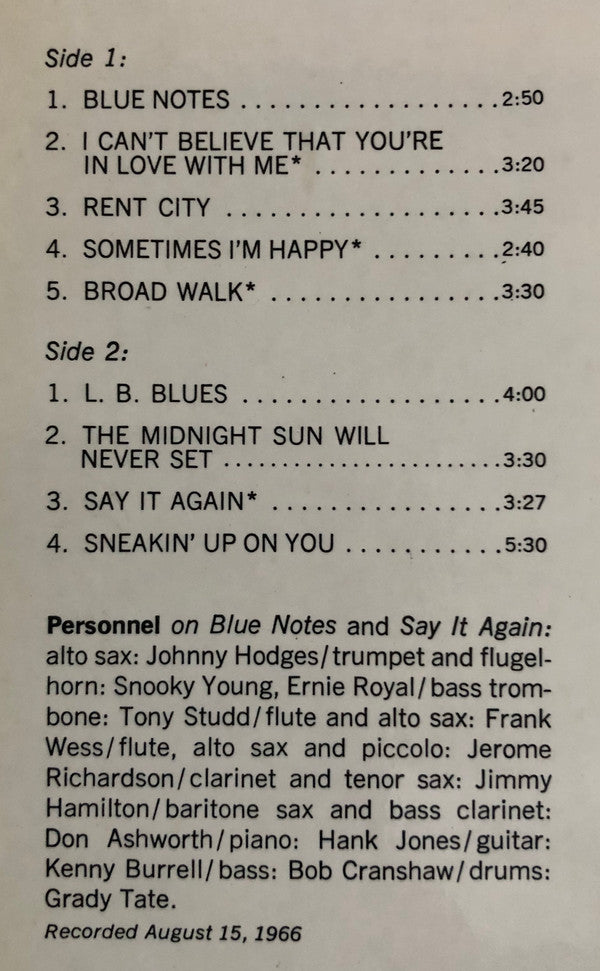 Side 1:
1. BLUE NOTES ...................2:50
2. I CAN'T BELIEVE THAT YOU'RE
IN LOVE WITH ME* .............3:20
3. RENT CITY ....................3:45
4. SOMETIMES I'M HAPPY* .........2:40
5. BROAD WALK* .................3:30
Side 2:
1. L. B. BLUES ..................4:00
2. THE MIDNIGHT SUN WILL
NEVER SET .......................3:30
3. SAY IT AGAIN* ................3:27
4. SNEAKIN' UP ON YOU ...........5:30
Personnel on Blue Notes and Say It Again:
alto sax: Johnny Hodges/trumpet and flugel-
horn: Snooky Young, Ernie Royal/bass trom-
bone: Tony Studd/flute and alto sax: Frank
Wess/flute, alto sax and piccolo: Jerome
Richardson/clarinet and tenor sax: Jimmy
Hamilton/baritone sax and bass clarinet:
Don Ashworth/piano: Hank Jones/guitar:
Kenny Burrell/bass: Bob Cranshaw/drums:
Grady Tate.
Recorded August 15, 1966